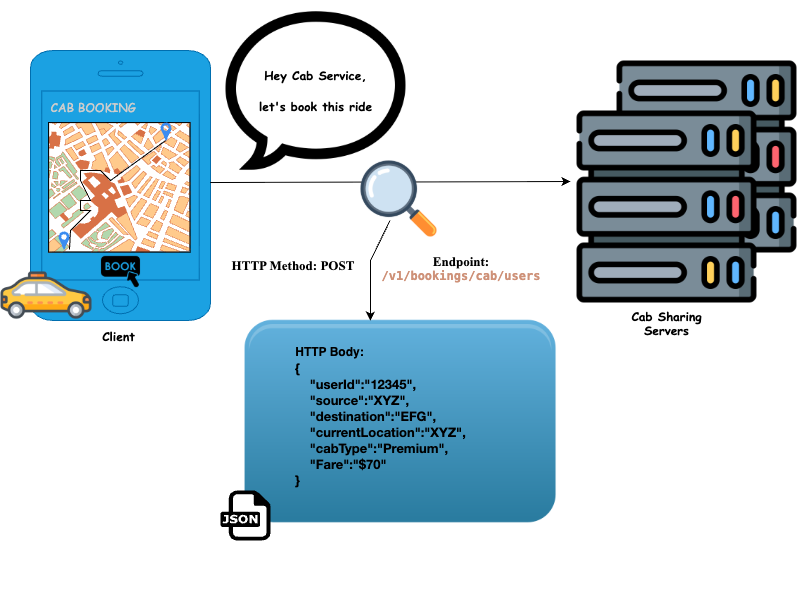 Hey Cab Service,
let's book this ride
CAB BOOKING
BOOK
Client
HTTP Method: POST
Endpoint:
/v1/bookings/cab/users
Cab Sharing
Servers
HTTP Body:
{
"userId":"12345",
"source":"XYZ",
"destination":"EFG",
"currentLocation":"XYZ",
"cabType":"Premium",
"Fare":"$70"
}
JSON